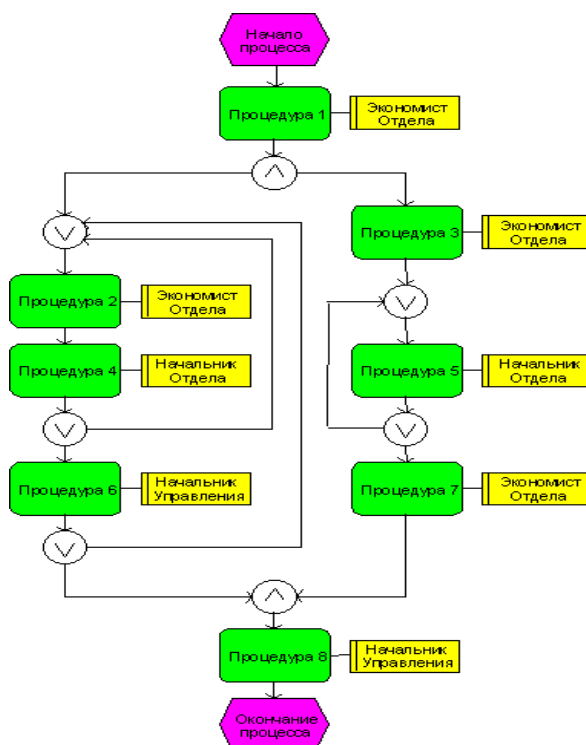 Начало
процесса
Процедура 1
Экономист
Отдела
Процедура 3
Экономист
Отдела
Процедура 2
Экономист
Отдела
Процедура 4
Начальник
Отдела
Процедура 5
Начальник
Отдела
Процедура 6
Начальник
Управления
Процедура 7
Экономист
Отдела
Процедура 8
Начальник
Управления
Окончание
процесса